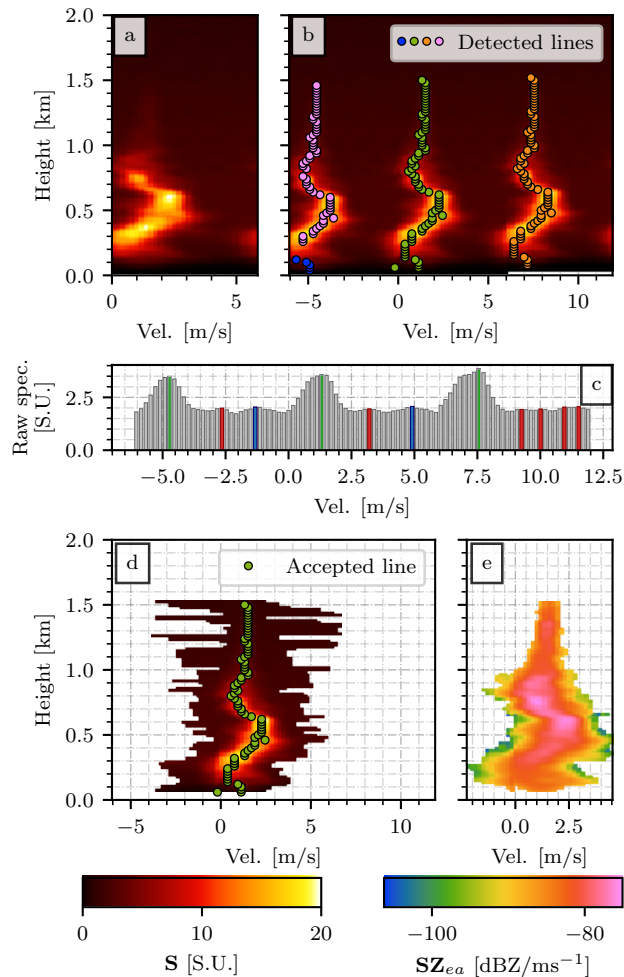 a
b
Detected lines
2.0
1.5
1.0
0.5
0.0
Height [km]
0
5
−5
0
5
10
Vel. [m/s]
Vel. [m/s]
c
Raw spec.
[S.U.]
2.5
0.0
−5.0
−2.5
0.0
2.5
5.0
7.5
10.0
12.5
Vel. [m/s]
d
Accepted line
e
2.0
1.5
1.0
0.5
0.0
Height [km]
−5
0
5
10
0.0
2.5
Vel. [m/s]
Vel. [m/s]
0
10
20
−100
−80
S [S.U.]
SZ_{ea} [dBZ/ms^{−1}]